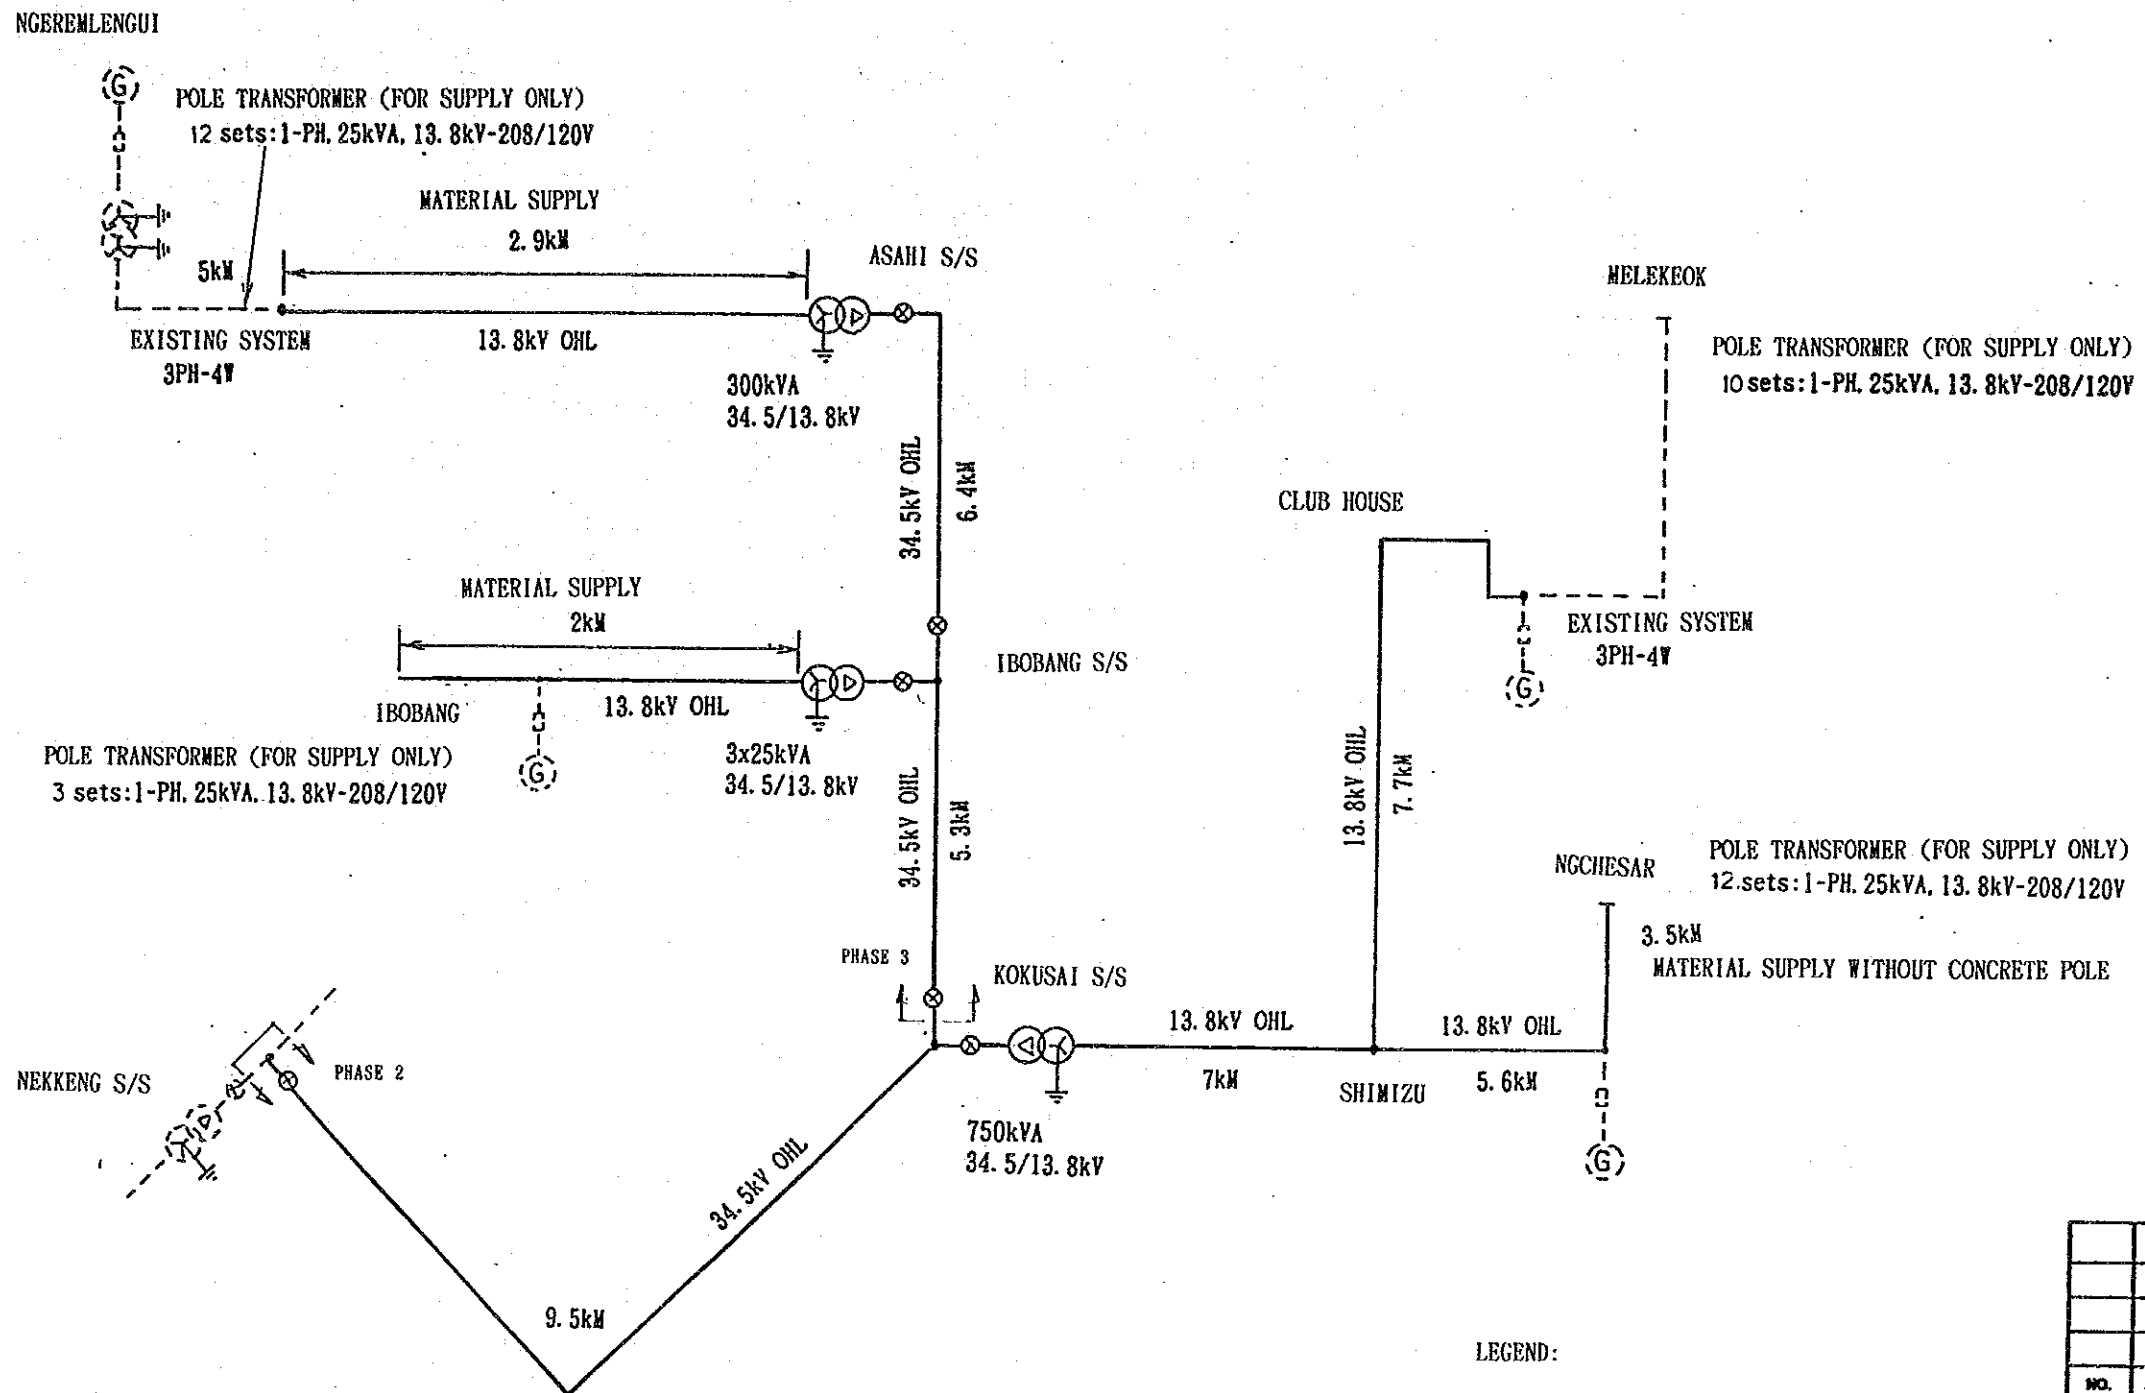 NGEREMLENGUI
G
POLE TRANSFORMER (FOR SUPPLY ONLY)
12 sets:1-PH, 25kVA, 13.8kV-208/120V
MATERIAL SUPPLY
2.9kM
5kM
ASAHI S/S
EXISTING SYSTEM
3PH-4W
13.8kV OHL
300kVA
34.5/13.8kV
34.5kV OHL
6.4kM
MELEKEOK
POLE TRANSFORMER (FOR SUPPLY ONLY)
10 sets:1-PH, 25kVA, 13.8kV-208/120V
CLUB HOUSE
EXISTING SYSTEM
3PH-4W
G
MATERIAL SUPPLY
2kM
IBOBANG S/S
IBOBANG
13.8kV OHL
POLE TRANSFORMER (FOR SUPPLY ONLY)
3 sets:1-PH, 25kVA, 13.8kV-208/120V
G
3x25kVA
34.5/13.8kV
34.5kV OHL
5.3kM
13.8kV OHL
7.7kM
NGCHESAR
POLE TRANSFORMER (FOR SUPPLY ONLY)
12.sets:1-PH, 25kVA, 13.8kV-208/120V
3.5kM
MATERIAL SUPPLY WITHOUT CONCRETE POLE
PHASE 3
KOKUSAI S/S
13.8kV OHL
7kM
13.8kV OHL
5.6kM
SHIMIZU
750kVA
34.5/13.8kV
G
NEKKENG S/S
PHASE 2
34.5kV OHL
9.5kM
LEGEND:
NO.